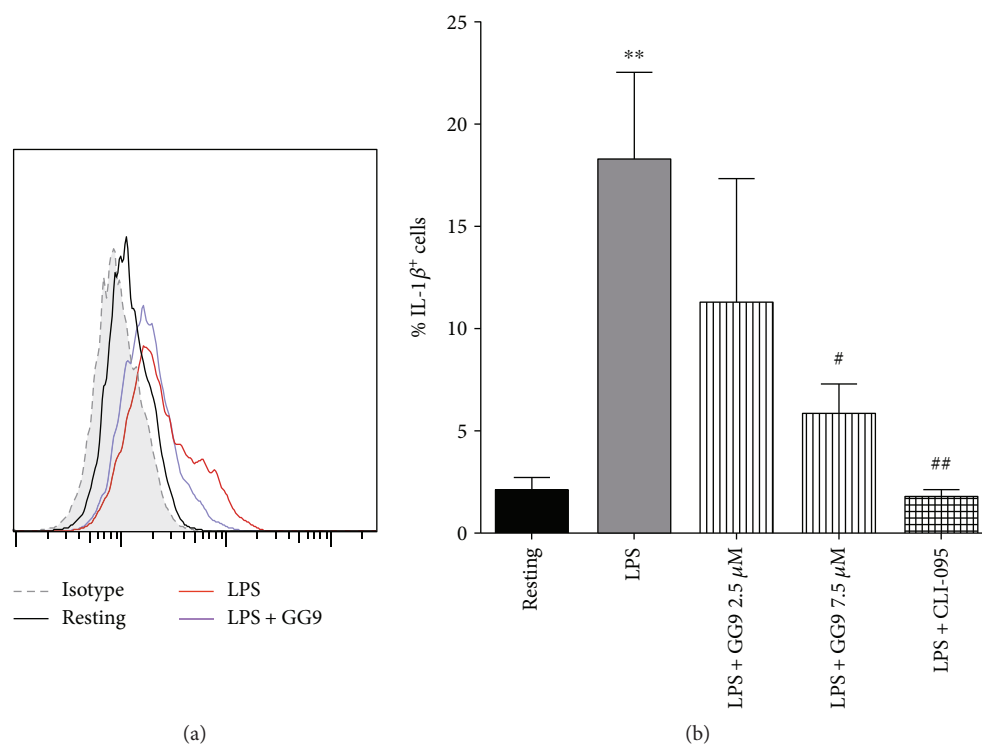 Isotype
Resting
LPS
LPS + GG9
(a)
% IL-1β⁺ cells
25
20
15
10
5
0
**
#
##
Resting
LPS
LPS + GG9 2.5 μM
LPS + GG9 7.5 μM
LPS + CLI-095
(b)